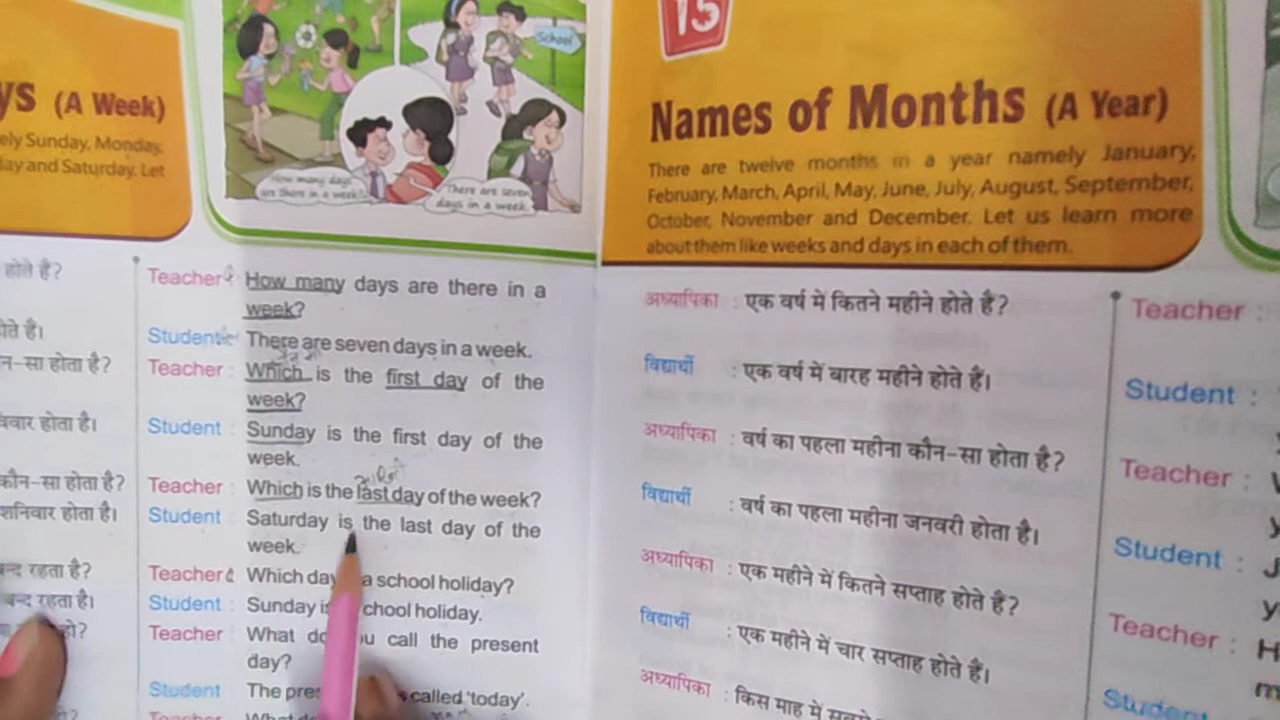 (A Week)
ely Sunday, Monday,
day and Saturday. Let
School
How many days
are there in a week?
There are seven
days in a week.
होते हैं?
होते हैं।
न-सा होता है?
होता है।
कौन-सा होता है?
शनिवार होता है।
बन्द रहता है?
बन्द रहता है।
Teacher : How many days are there in a
week?
Student : There are seven days in a week.
Teacher : Which is the first day of the
week?
Student : Sunday is the first day of the
week.
Teacher : Which is the last day of the week?
Student : Saturday is the last day of the
week.
Teacher : Which day a school holiday?
Student : Sunday is chool holiday.
Teacher : What do call the present
day?
Student The called 'today'.
15
Names of Months (A Year)
There are twelve months in a year namely January,
February, March, April, May, June, July, August, September,
October, November and December. Let us learn more
about them like weeks and days in each of them.
अध्यापिका : एक वर्ष में कितने महीने होते हैं?
विद्यार्थी : एक वर्ष में बारह महीने होते हैं।
अध्यापिका : वर्ष का पहला महीना कौन-सा होता है?
विद्यार्थी : वर्ष का पहला महीना जनवरी होता है।
अध्यापिका : एक महीने में कितने सप्ताह होते हैं?
विद्यार्थी : एक महीने में चार सप्ताह होते हैं।
अध्यापिका : किस माह में
Teacher :
Student :
Teacher :
Student :
Teacher :
Student